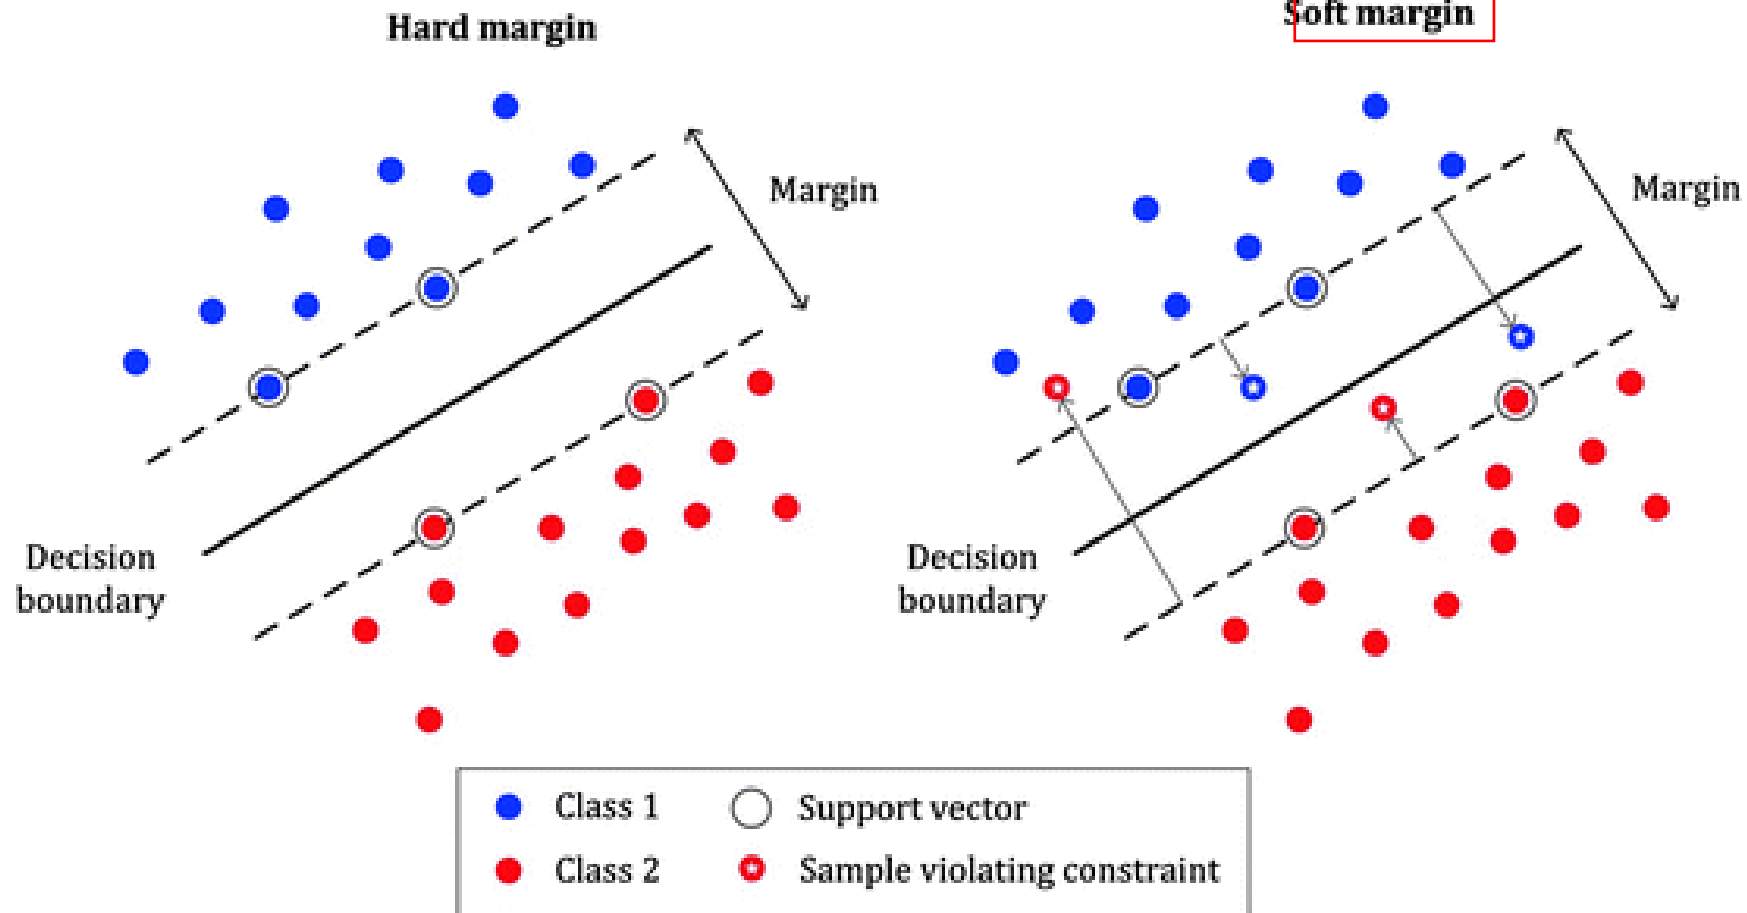 Hard margin
Soft margin
Margin
Margin
Decision
boundary
Decision
boundary
Class 1
Support vector
Class 2
Sample violating constraint